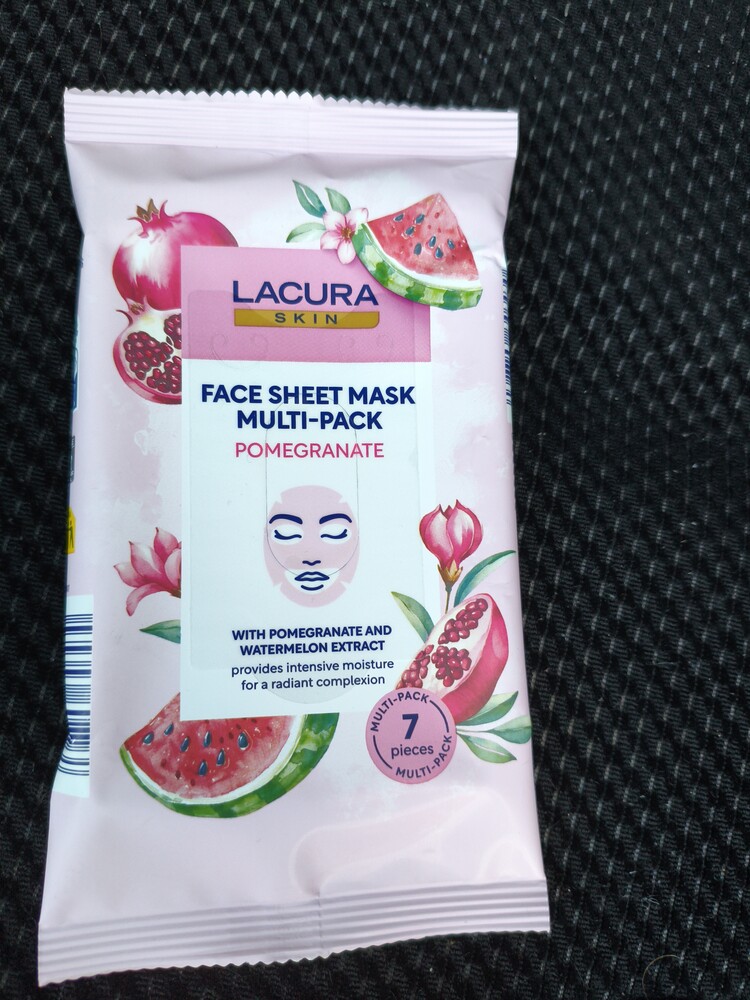 LACURA
SKIN
FACE SHEET MASK
MULTI-PACK
POMEGRANATE
WITH POMEGRANATE AND
WATERMELON EXTRACT
provides intensive moisture
for a radiant complexion
MULTI-PACK
7
pieces
MULTI-PACK